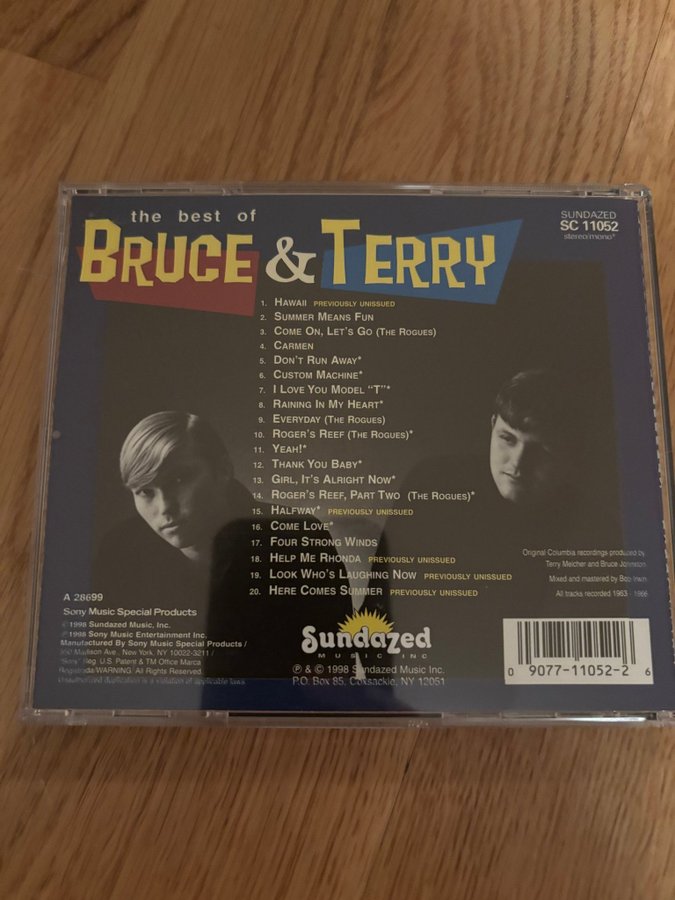 the best of
BRUCE & TERRY
SUNDAZED
SC 11052
stereo/mono*
1. HAWAII PREVIOUSLY UNISSUED
2. SUMMER MEANS FUN
3. COME ON, LET'S GO (THE ROGUES)
4. CARMEN
5. DON'T RUN AWAY*
6. CUSTOM MACHINE*
7. I LOVE YOU MODEL "T"*
8. RAINING IN MY HEART*
9. EVERYDAY (THE ROGUES)
10. ROGER'S REEF (THE ROGUES)*
11. YEAH!*
12. THANK YOU BABY*
13. GIRL, IT'S ALRIGHT NOW*
14. ROGER'S REEF, PART TWO (THE ROGUES)*
15. HALFWAY* PREVIOUSLY UNISSUED
16. COME LOVE*
17. FOUR STRONG WINDS
18. HELP ME RHONDA PREVIOUSLY UNISSUED
19. LOOK WHO'S LAUGHING NOW PREVIOUSLY UNISSUED
20. HERE COMES SUMMER PREVIOUSLY UNISSUED
Original Columbia recordings produced by
Terry Melcher and Bruce Johnston
Mixed and mastered by Bob Irwin
All tracks recorded 1963 - 1966
A 28699
Sony Music Special Products
© 1998 Sundazed Music, Inc.
℗ 1998 Sony Music Entertainment Inc.
Manufactured By Sony Music Special Products /
550 Madison Ave., New York, NY 10022-3211 /
"Sony" Reg. U.S. Patent & TM Office Marca
Registrada/WARNING: All Rights Reserved.
Unauthorized duplication is a violation of applicable laws.
Sundazed
MUSIC INC
℗ & © 1998 Sundazed Music Inc.
P.O. Box 85, Coxsackie, NY 12051
0 9077-11052-2 6